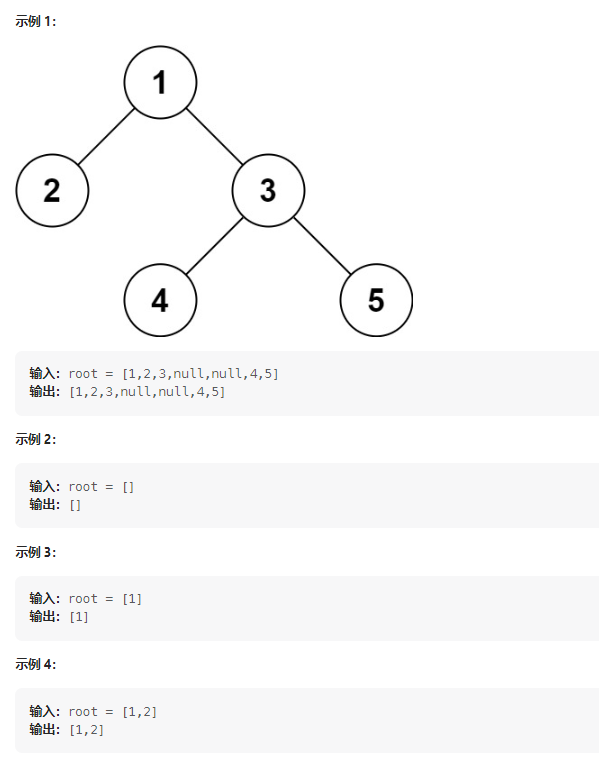 示例 1:
1
2
3
4
5
输入: root = [1,2,3,null,null,4,5]
输出: [1,2,3,null,null,4,5]
示例 2:
输入: root = []
输出: []
示例 3:
输入: root = [1]
输出: [1]
示例 4:
输入: root = [1,2]
输出: [1,2]